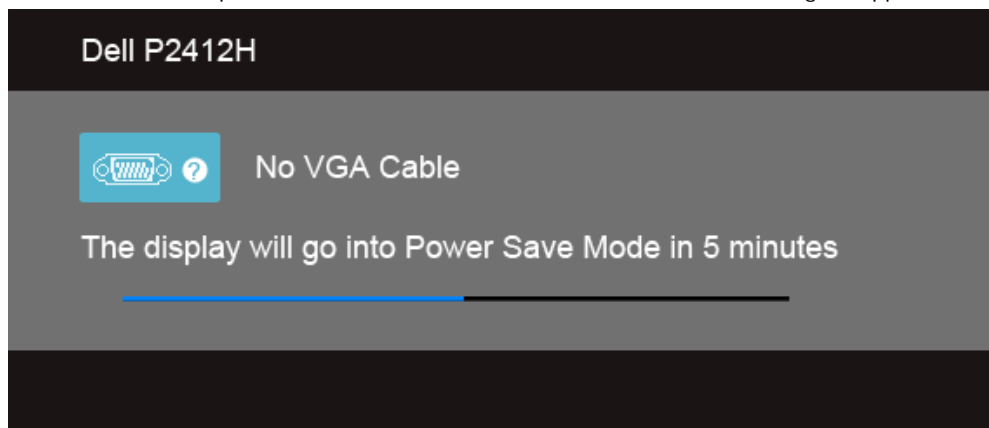 Dell P2412H
No VGA Cable
The display will go into Power Save Mode in 5 minutes